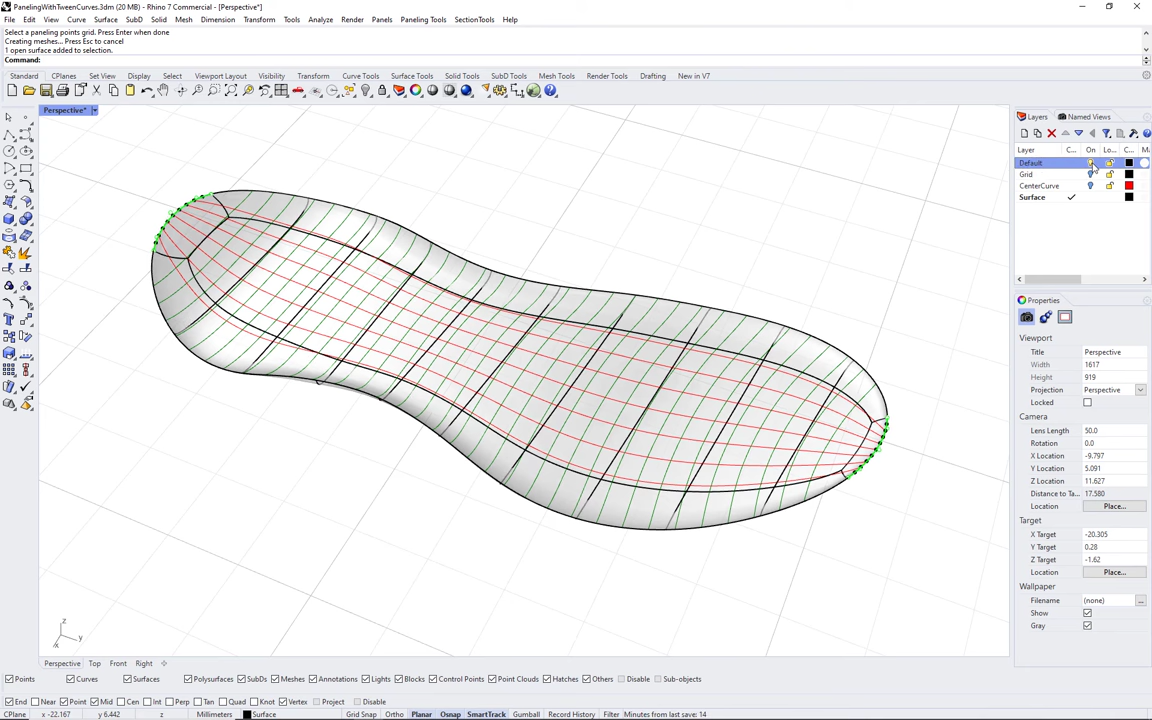 PanelingWithTweenCurves.3dm (20 MB) - Rhino 7 Commercial - [Perspective*]
File Edit View Curve Surface SubD Solid Mesh Dimension Transform Tools Analyze Render Panels Paneling Tools SectionTools Help
Select a paneling points grid. Press Enter when done
Creating meshes... Press Esc to cancel
1 open surface added to selection.
Command:
Standard CPlanes Set View Display Select Viewport Layout Visibility Transform Curve Tools Surface Tools Solid Tools SubD Tools Mesh Tools Render Tools Drafting New in V7
Perspective*
Layers Named Views
Layer C... On Lo... C...
Default
Grid
CenterCurve
Surface
Properties
Viewport
Title Perspective
Width 1617
Height 919
Projection Perspective
Locked
Camera
Lens Length 50.0
Rotation 0.0
X Location -9.797
Y Location 5.091
Z Location 11.627
Distance to Ta... 17.580
Location Place...
Target
X Target -20.305
Y Target 0.28
Z Target -1.62
Location Place...
Wallpaper
Filename (none) ...
Show
Gray
z
y
x
Perspective Top Front Right
Points Curves Surfaces Polysurfaces SubDs Meshes Annotations Lights Blocks Control Points Point Clouds Hatches Others Disable Sub-objects
End Near Point Mid Cen Int Perp Tan Quad Knot Vertex Project Disable
CPlane x -22.167 y 6.442 z Millimeters Surface Grid Snap Ortho Planar Osnap SmartTrack Gumball Record History Filter Minutes from last save: 14